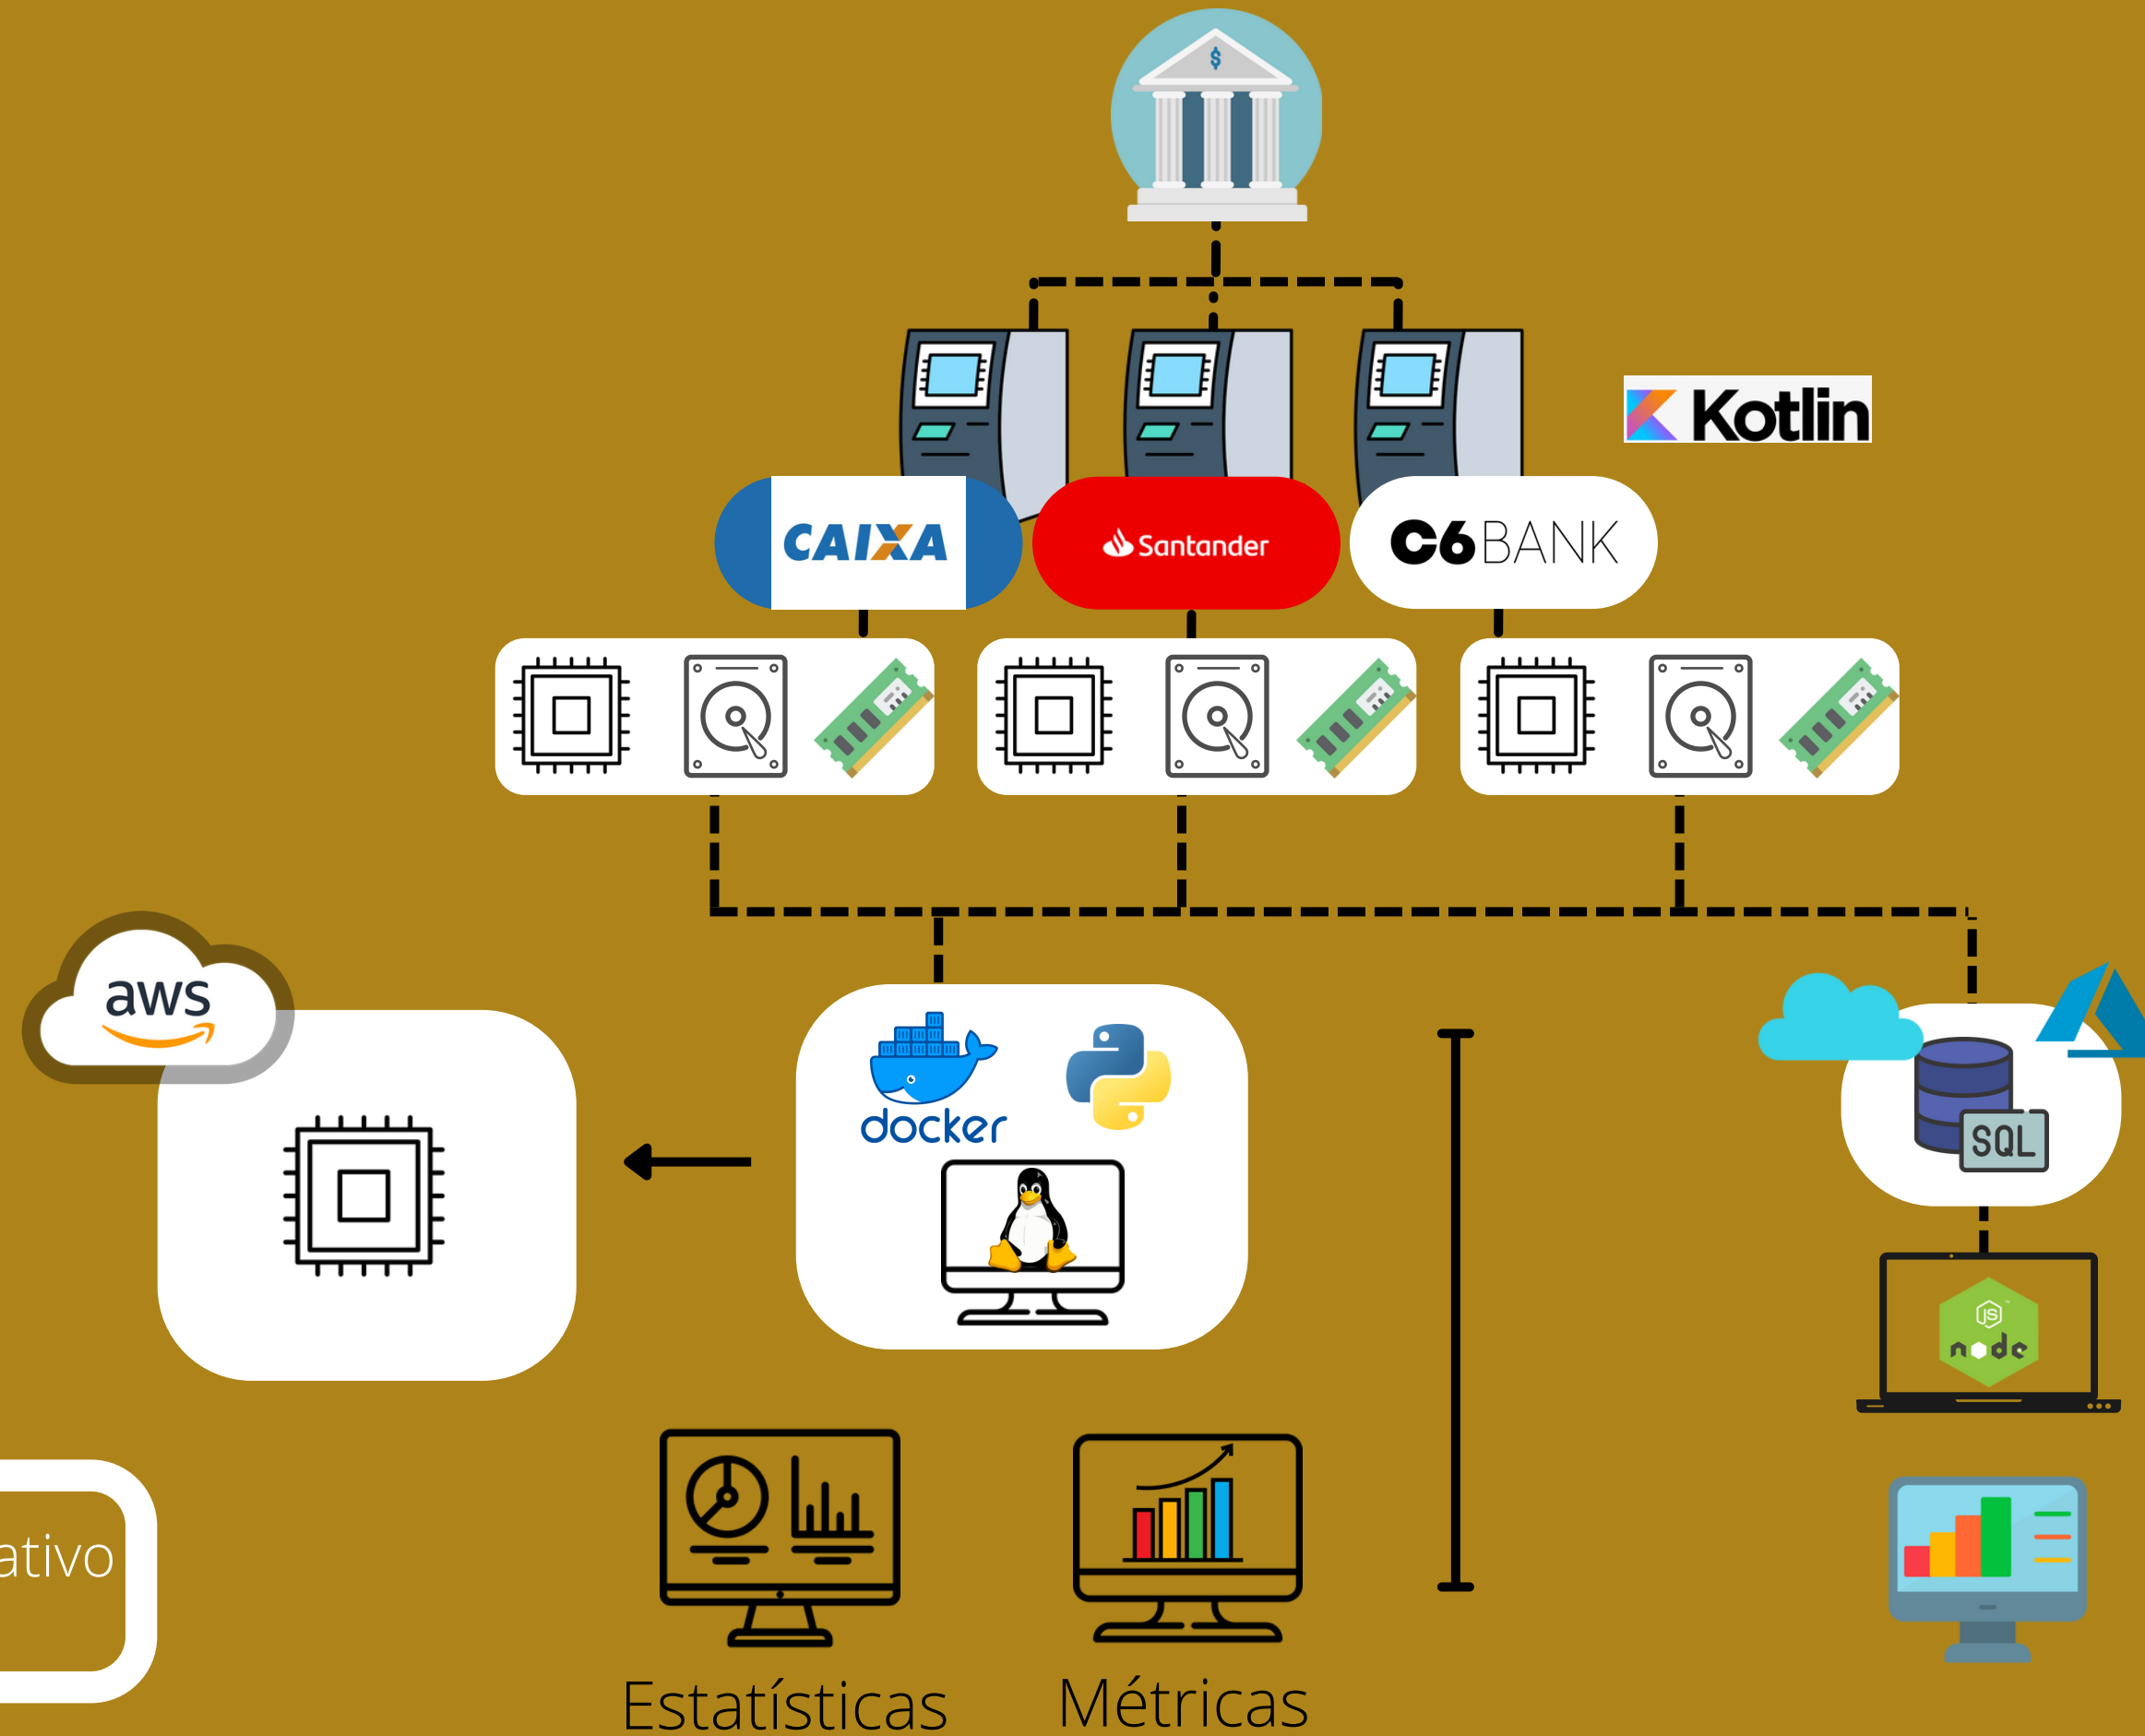 $
Kotlin
CAIXA
Santander
C6BANK
aws
docker
SQL
JS
node
ativo
Estatísticas
Métricas